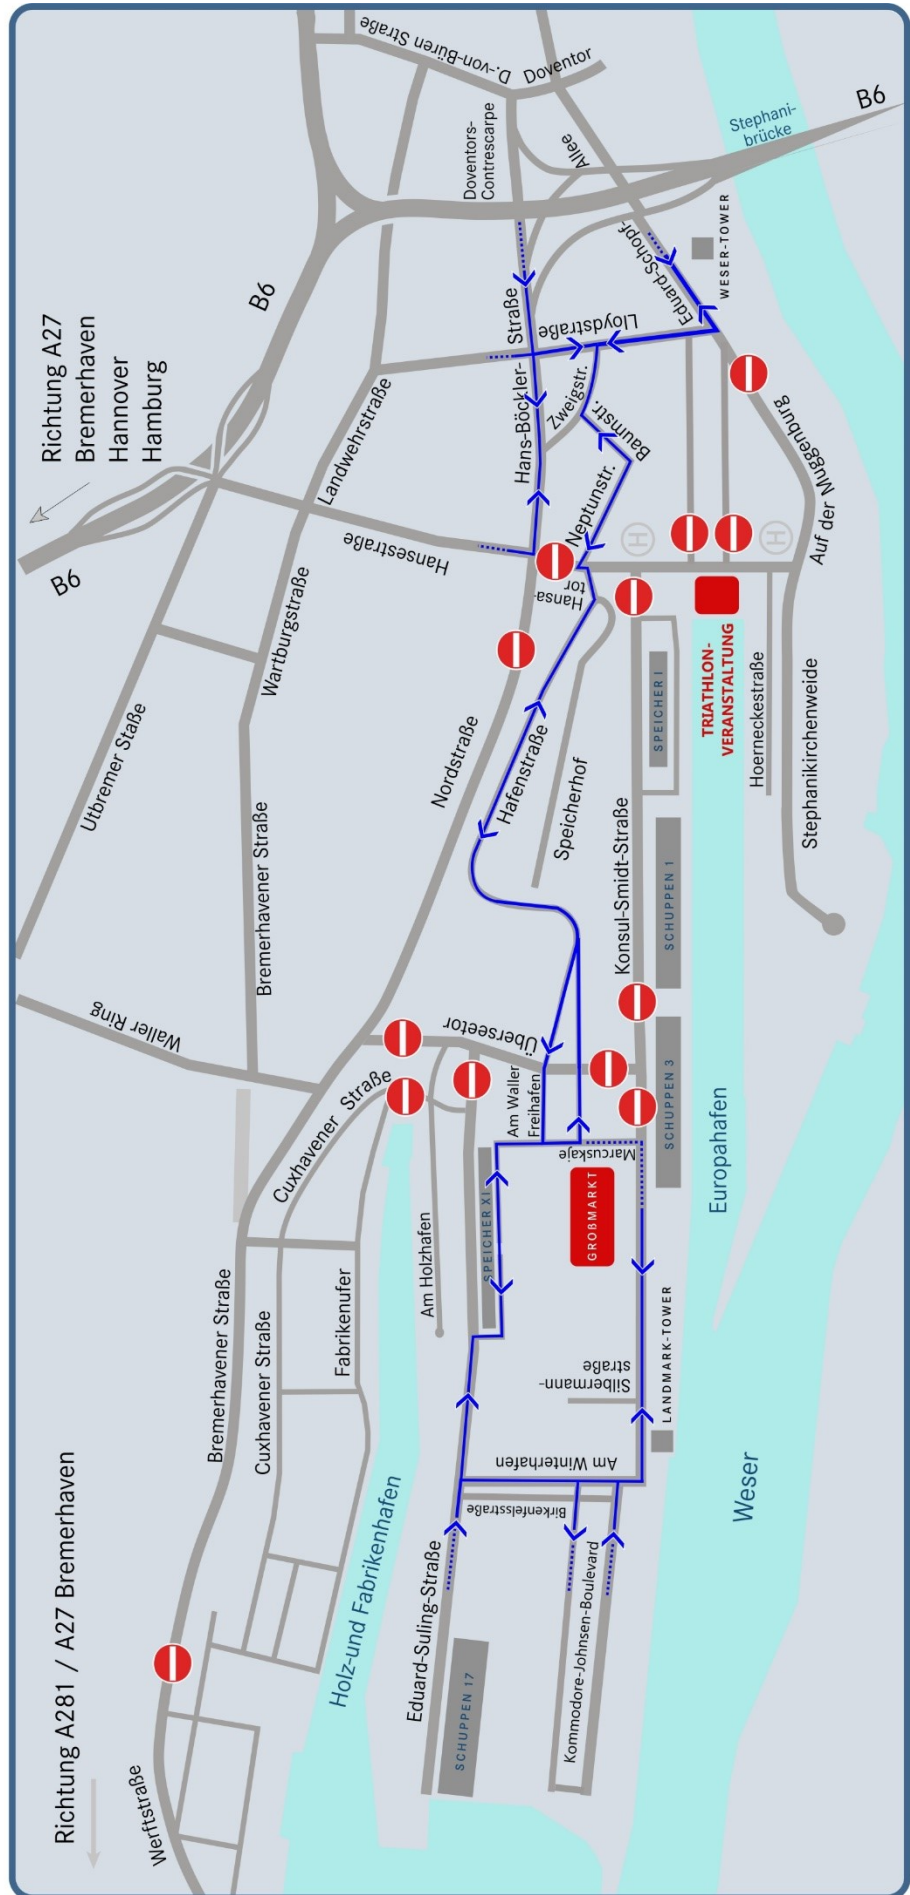 Richtung A281 / A27 Bremerhaven
Richtung A27
Bremerhaven
Hannover
Hamburg
B6
B6
B6
Werftstraße
Bremerhavener Straße
Cuxhavener Straße
Fabrikenufer
Cuxhavener Straße
Waller Ring
Bremerhavener Straße
Utbremer Staße
Wartburgstraße
Landwehrstraße
Hansestraße
Nordstraße
D.-von-Büren Straße
Doventor
Doventors-
Contrescarpe
Allee
Eduard-Schopf-
Stephani-
brücke
WESER-TOWER
Hans-Böckler-
Straße
Lloydstraße
Zweigstr.
Baumstr.
Neptunstr.
Hansa-
tor
Hafenstraße
Speicherhof
Konsul-Smidt-Straße
SPEICHER I
SCHUPPEN 1
SCHUPPEN 3
H
H
TRIATHLON-
VERANSTALTUNG
Hoerneckestraße
Stephanikirchenweide
Auf der Muggenburg
Überseetor
Am Waller
Freihafen
Marcuskaje
GROßMARKT
SPEICHER XI
Am Holzhafen
Silbermann-
straße
LANDMARK-TOWER
Am Winterhafen
Birkenfelsstraße
Kommodore-Johnsen-Boulevard
Eduard-Suling-Straße
SCHUPPEN 17
Holz-und Fabrikenhafen
Europahafen
Weser